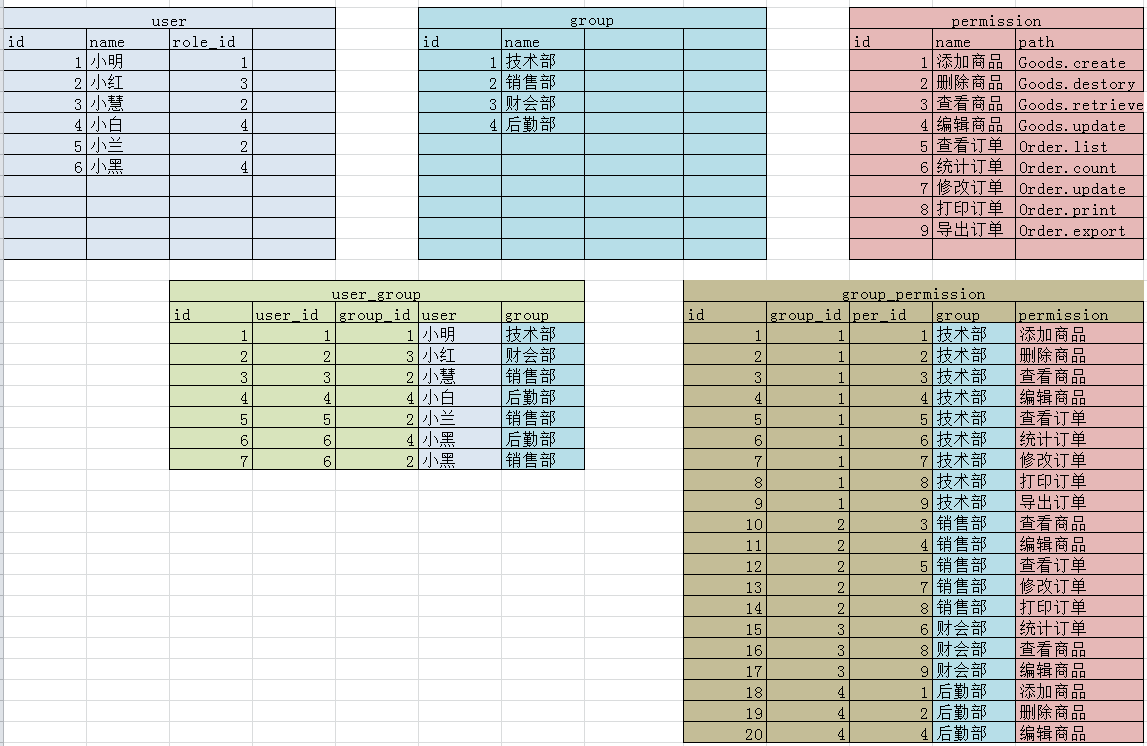 user
id name role_id
1 小明 1
2 小红 3
3 小慧 2
4 小白 4
5 小兰 2
6 小黑 4
group
id name
1 技术部
2 销售部
3 财会部
4 后勤部
permission
id name path
1 添加商品 Goods.create
2 删除商品 Goods.destory
3 查看商品 Goods.retrieve
4 编辑商品 Goods.update
5 查看订单 Order.list
6 统计订单 Order.count
7 修改订单 Order.update
8 打印订单 Order.print
9 导出订单 Order.export
user_group
id user_id group_id user group
1 1 1 小明 技术部
2 2 3 小红 财会部
3 3 2 小慧 销售部
4 4 4 小白 后勤部
5 5 2 小兰 销售部
6 6 4 小黑 后勤部
7 6 2 小黑 销售部
group_permission
id group_id per_id group permission
1 1 1 技术部 添加商品
2 1 2 技术部 删除商品
3 1 3 技术部 查看商品
4 1 4 技术部 编辑商品
5 1 5 技术部 查看订单
6 1 6 技术部 统计订单
7 1 7 技术部 修改订单
8 1 8 技术部 打印订单
9 1 9 技术部 导出订单
10 2 3 销售部 查看商品
11 2 4 销售部 编辑商品
12 2 5 销售部 查看订单
13 2 7 销售部 修改订单
14 2 8 销售部 打印订单
15 3 6 财会部 统计订单
16 3 8 财会部 查看商品
17 3 9 财会部 编辑商品
18 4 1 后勤部 添加商品
19 4 2 后勤部 删除商品
20 4 4 后勤部 编辑商品